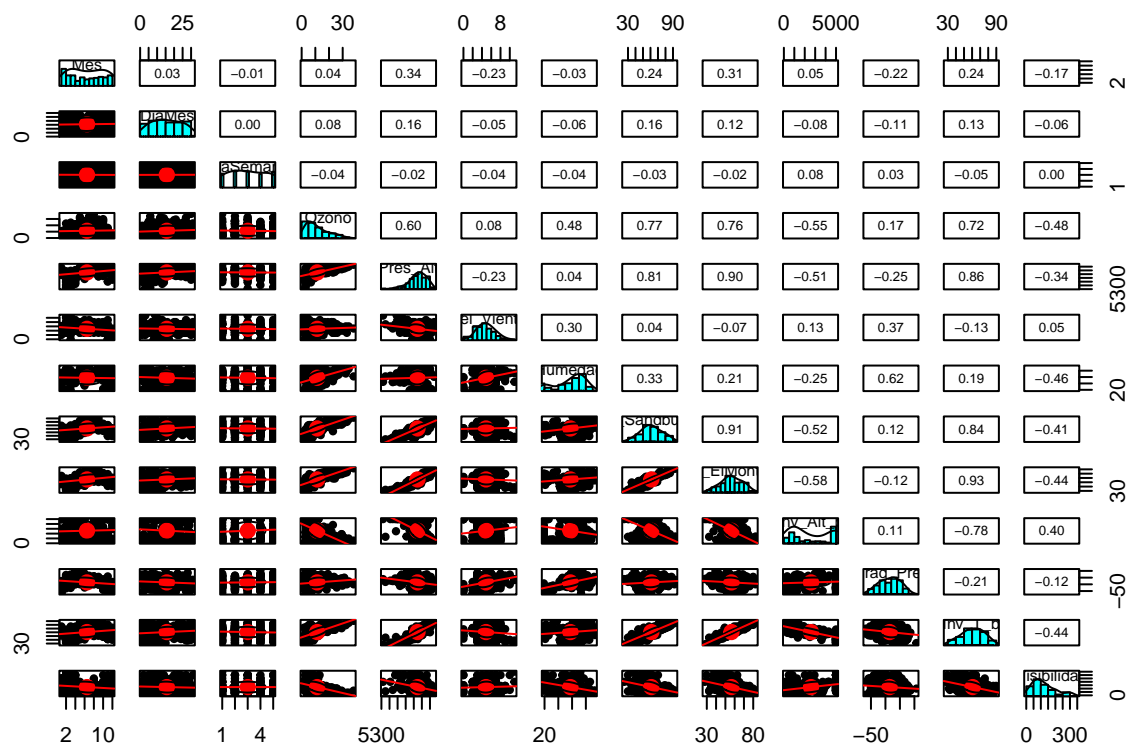 0 25 0 30 0 8 30 90 0 5000 30 90
Mes 0.03 −0.01 0.04 0.34 −0.23 −0.03 0.24 0.31 0.05 −0.22 0.24 −0.17 2
0 DiaMes 0.00 0.08 0.16 −0.05 −0.06 0.16 0.12 −0.08 −0.11 0.13 −0.06
aSemana −0.04 −0.02 −0.04 −0.04 −0.03 −0.02 0.08 0.03 −0.05 0.00 1
0 Ozono 0.60 0.08 0.48 0.77 0.76 −0.55 0.17 0.72 −0.48
Pres_Al −0.23 0.04 0.81 0.90 −0.51 −0.25 0.86 −0.34 5300
0 el_Vient 0.30 0.04 −0.07 0.13 0.37 −0.13 0.05
Humedad 0.33 0.21 −0.25 0.62 0.19 −0.46 20
30 Sandbu 0.91 −0.52 0.12 0.84 −0.41
_ElMont −0.58 −0.12 0.93 −0.44 30
0 nv_Alt_ 0.11 −0.78 0.40
rad_Pre −0.21 −0.12 −50
30 −0.44
isibilida 0
2 10 1 4 5300 20 30 80 −50 0 300